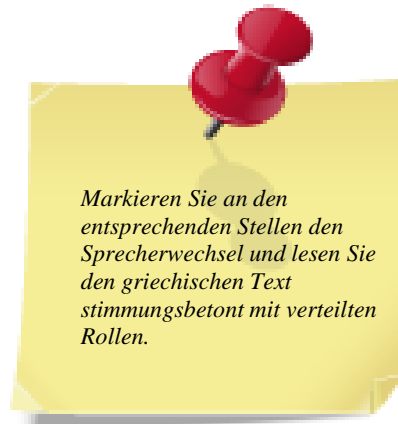 Markieren Sie an den
entsprechenden Stellen den
Sprecherwechsel und lesen Sie
den griechischen Text
stimmungsbetont mit verteilten
Rollen.